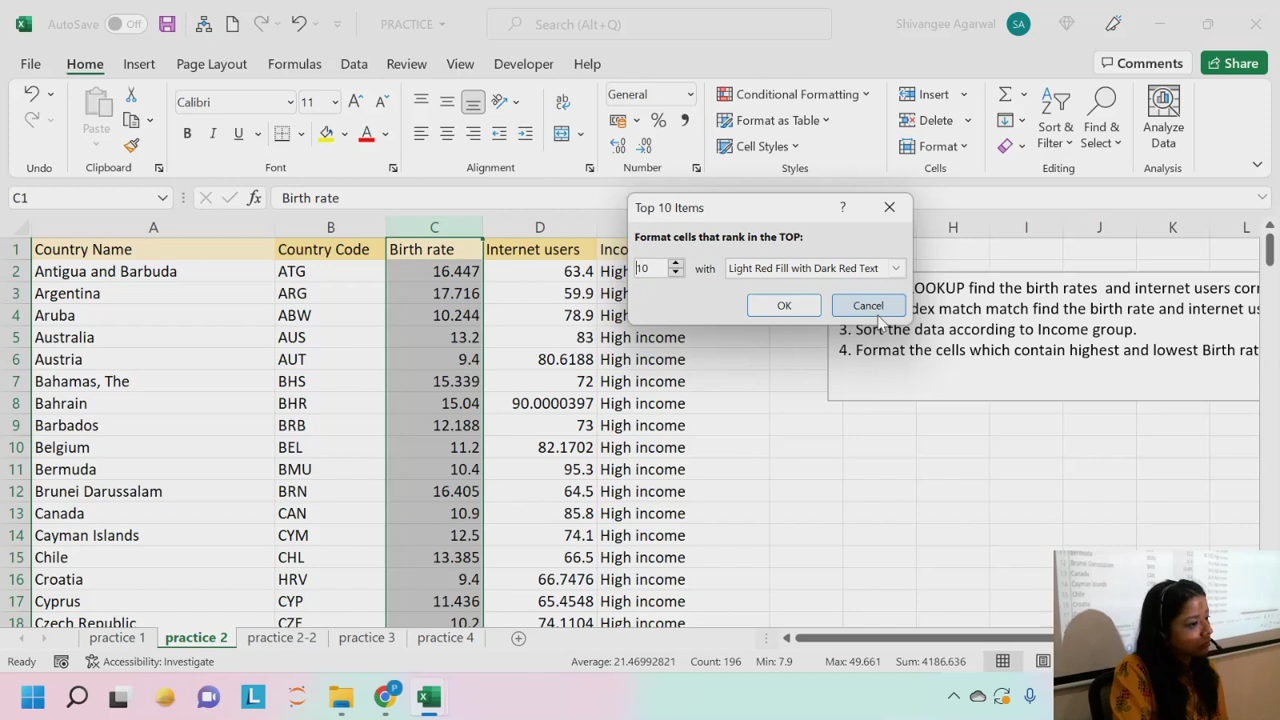 AutoSave Off PRACTICE Search (Alt+Q) Shivangee Agarwal SA
File Home Insert Page Layout Formulas Data Review View Developer Help Comments Share
Calibri 11 General Conditional Formatting Insert
Paste Format as Table Delete Sort & Filter Find & Select Analyze Data
B I U Cell Styles Format
Undo Clipboard Font Alignment Number Styles Cells Editing Analysis
C1 fx Birth rate
Top 10 Items
Format cells that rank in the TOP:
10 with Light Red Fill with Dark Red Text
OK Cancel
A B C D H I J K L
1 Country Name Country Code Birth rate Internet users
2 Antigua and Barbuda ATG 16.447 63.4
3 Argentina ARG 17.716 59.9
4 Aruba ABW 10.244 78.9
5 Australia AUS 13.2 83 High income
6 Austria AUT 9.4 80.6188 High income
7 Bahamas, The BHS 15.339 72 High income
8 Bahrain BHR 15.04 90.0000397 High income
9 Barbados BRB 12.188 73 High income
10 Belgium BEL 11.2 82.1702 High income
11 Bermuda BMU 10.4 95.3 High income
12 Brunei Darussalam BRN 16.405 64.5 High income
13 Canada CAN 10.9 85.8 High income
14 Cayman Islands CYM 12.5 74.1 High income
15 Chile CHL 13.385 66.5 High income
16 Croatia HRV 9.4 66.7476 High income
17 Cyprus CYP 11.436 65.4548 High income
18 Czech Republic CZE 10.2 74.1104 High income
find the birth rates and internet users
match match find the birth rate and internet
3. Sort the data according to Income group.
4. Format the cells which contain highest and lowest Birth
practice 1 practice 2 practice 2-2 practice 3 practice 4
Ready Accessibility: Investigate Average: 21.46992821 Count: 196 Min: 7.9 Max: 49.661 Sum: 4186.636